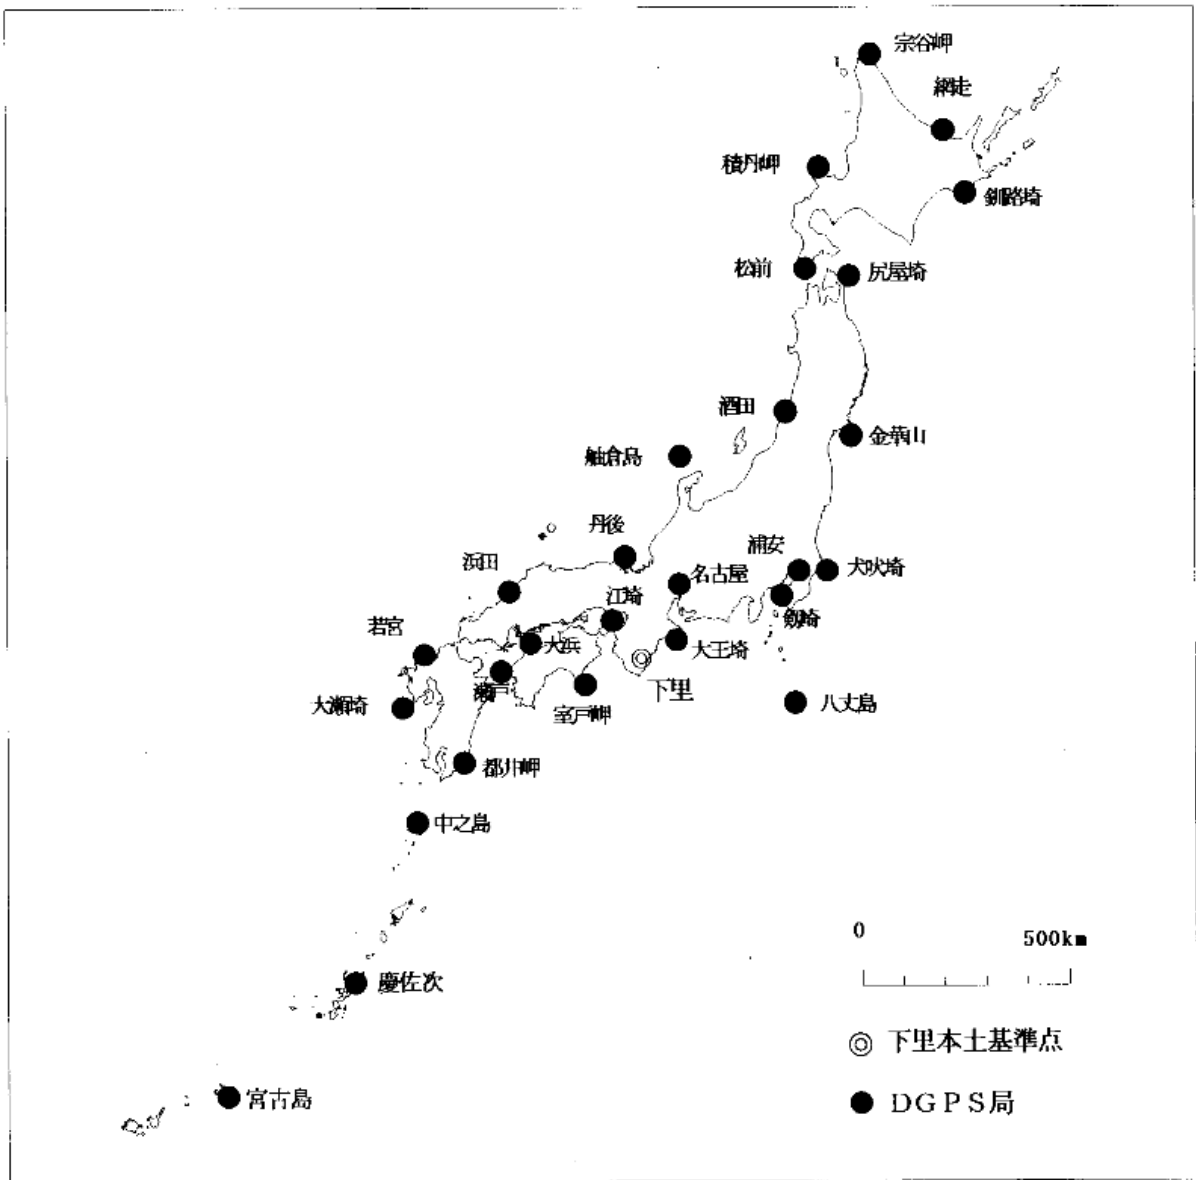 宗谷岬
網走
積丹岬
釧路埼
松前
尻屋埼
酒田
金華山
舳倉島
丹後
浦安
浜田
名古屋
犬吠埼
江埼
剱埼
若宮
大浜
大王埼
瀬戸
下里
大瀬埼
室戸岬
八丈島
都井岬
中之島
0
500km
慶佐次
下里本土基準点
宮古島
DGPS局